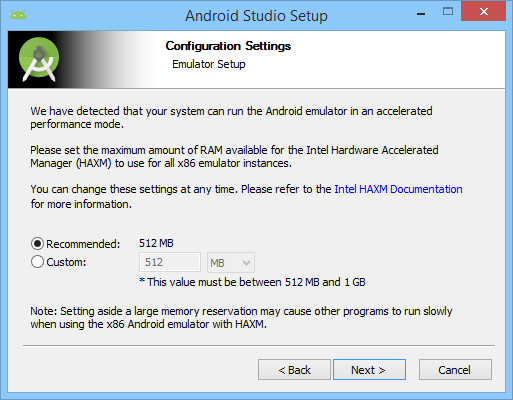 Android Studio Setup
Configuration Settings
Emulator Setup
We have detected that your system can run the Android emulator in an accelerated
performance mode.
Please set the maximum amount of RAM available for the Intel Hardware Accelerated
Manager (HAXM) to use for all x86 emulator instances.
You can change these settings at any time. Please refer to the Intel HAXM Documentation
for more information.
Recommended: 512 MB
Custom: 512 MB
* This value must be between 512 MB and 1 GB
Note: Setting aside a large memory reservation may cause other programs to run slowly
when using the x86 Android emulator with HAXM.
< Back Next > Cancel